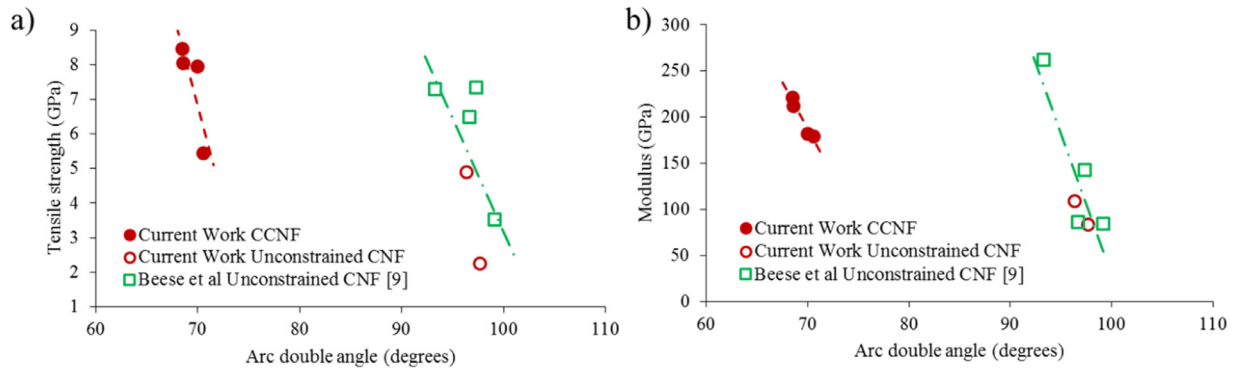 a)
Tensile strength (GPa)
9
8
7
6
5
4
3
2
1
Current Work CCNF
Current Work Unconstrained CNF
Beese et al Unconstrained CNF [9]
60 70 80 90 100 110
Arc double angle (degrees)
b)
Modulus (GPa)
300
250
200
150
100
50
0
Current Work CCNF
Current Work Unconstrained CNF
Beese et al Unconstrained CNF [9]
60 70 80 90 100 110
Arc double angle (degrees)